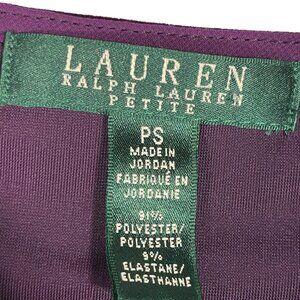 LAUREN
RALPH LAUREN
PETITE
PS
MADE IN
JORDAN
FABRIQUÉ EN
JORDANIE
91%
POLYESTER/
POLYESTER
9%
ELASTANE/
ELASTHANNE